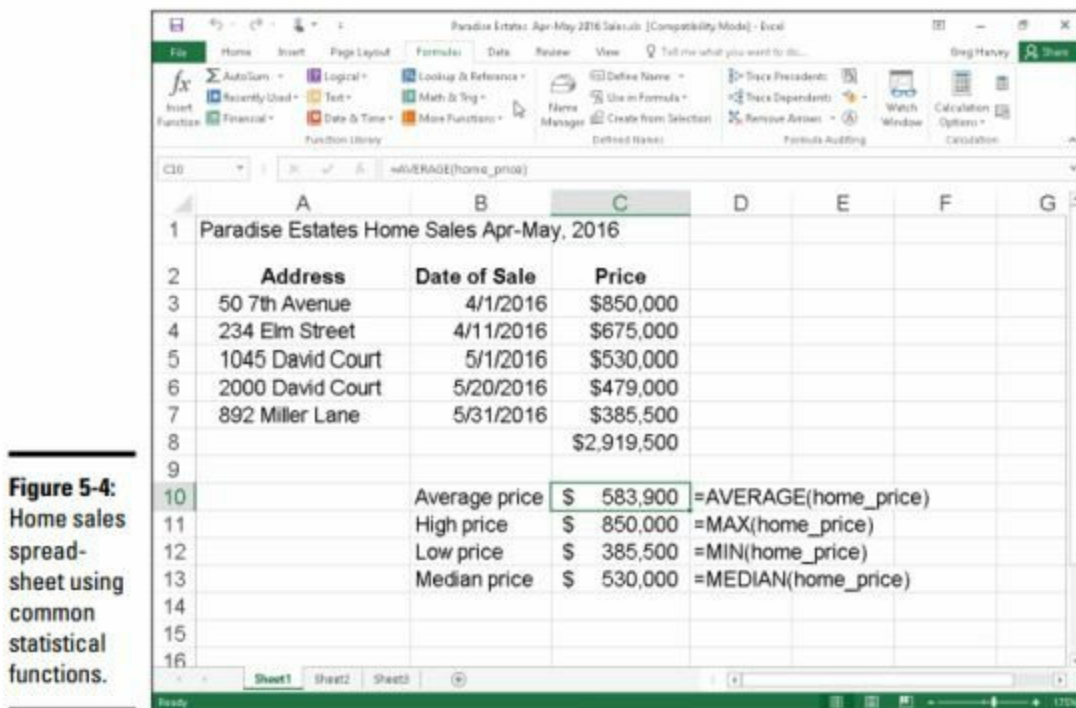 Paradise Estates Apr-May 2016 Sales.xls [Compatibility Mode] - Excel
File Home Insert Page Layout Formulas Data Review View Tell me what you want to do... Greg Harvey Share
AutoSum Logical Lookup & Reference Define Name Trace Precedents
Recently Used Text Math & Trig Use in Formula Trace Dependents
Financial Date & Time More Functions Create from Selection Remove Arrows
fx Insert Function
Name Manager
Watch Window
Calculation Options
Function Library Defined Names Formula Auditing Calculation
C10 =AVERAGE(home_price)
A B C D E F G
1 Paradise Estates Home Sales Apr-May, 2016
2 Address Date of Sale Price
3 50 7th Avenue 4/1/2016 $850,000
4 234 Elm Street 4/11/2016 $675,000
5 1045 David Court 5/1/2016 $530,000
6 2000 David Court 5/20/2016 $479,000
7 892 Miller Lane 5/31/2016 $385,500
8 $2,919,500
9
10 Average price $ 583,900 =AVERAGE(home_price)
11 High price $ 850,000 =MAX(home_price)
12 Low price $ 385,500 =MIN(home_price)
13 Median price $ 530,000 =MEDIAN(home_price)
14
15
16
Sheet1 Sheet2 Sheet3
Ready 175%
Figure 5-4:
Home sales
spread-
sheet using
common
statistical
functions.